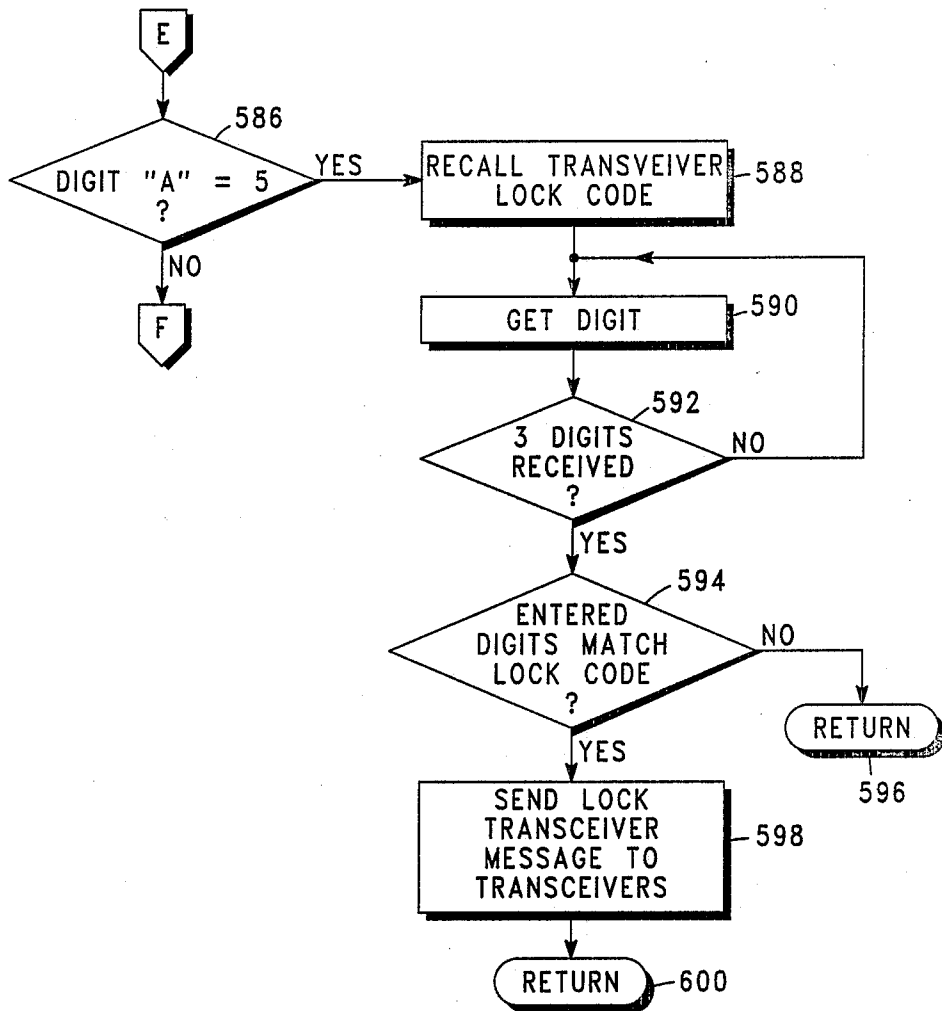 E
586
DIGIT "A" = 5
?
YES
NO
F
RECALL TRANSVEIVER
LOCK CODE
588
GET DIGIT
590
592
3 DIGITS
RECEIVED
?
NO
YES
594
ENTERED
DIGITS MATCH
LOCK CODE
?
NO
RETURN
596
YES
SEND LOCK
TRANSCEIVER
MESSAGE TO
TRANSCEIVERS
598
RETURN
600